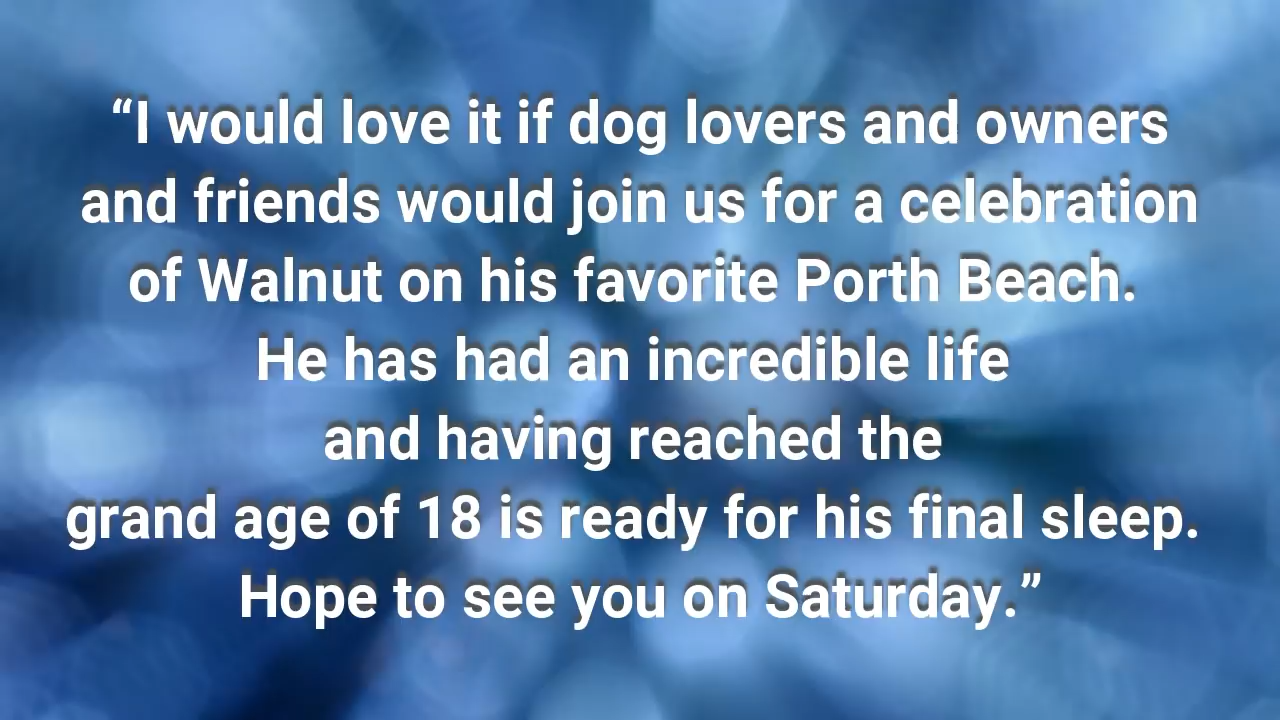 “I would love it if dog lovers and owners
and friends would join us for a celebration
of Walnut on his favorite Porth Beach.
He has had an incredible life
and having reached the
grand age of 18 is ready for his final sleep.
Hope to see you on Saturday.”